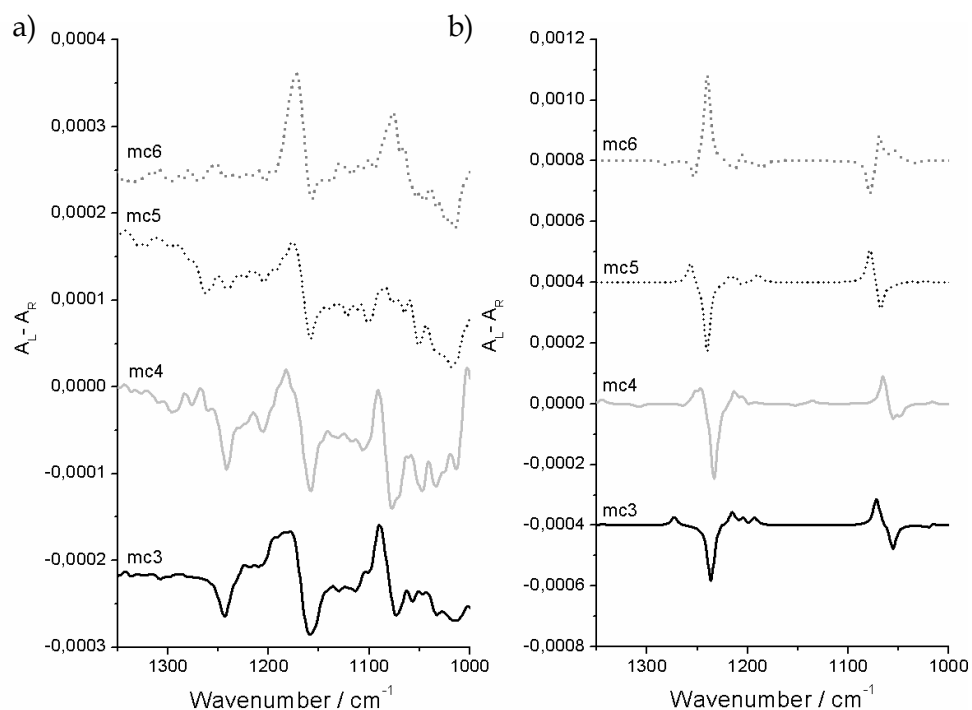 a)
0,0004
0,0003
0,0002
0,0001
0,0000
-0,0001
-0,0002
-0,0003
A_L- A_R
mc6
mc5
mc4
mc3
1300
1200
1100
1000
Wavenumber / cm⁻¹
b)
0,0012
0,0010
0,0008
0,0006
0,0004
0,0002
0,0000
-0,0002
-0,0004
-0,0006
-0,0008
A_L- A_R
mc6
mc5
mc4
mc3
1300
1200
1100
1000
Wavenumber / cm⁻¹